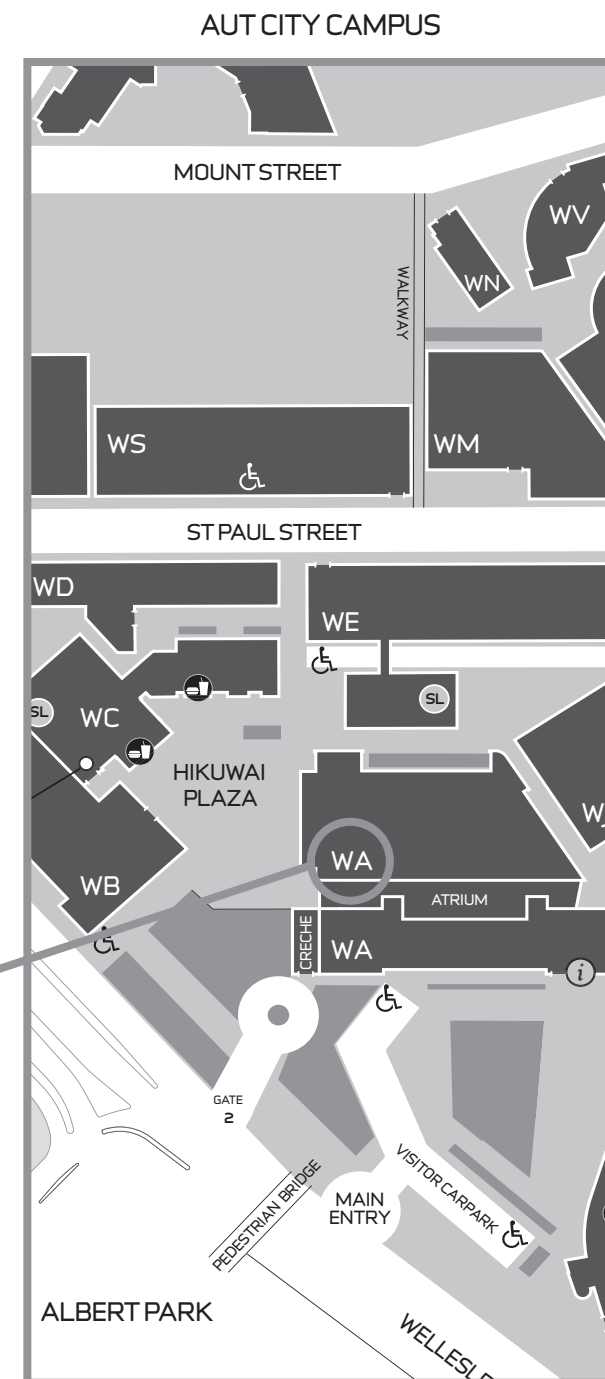 AUT CITY CAMPUS
MOUNT STREET
WV
WN
WALKWAY
WS
WM
ST PAUL STREET
WD
WE
SL
SL
WC
HIKUWAI
PLAZA
WA
WB
ATRIUM
CRECHE
WA
i
GATE
2
VISITOR CARPARK
PEDESTRIAN BRIDGE
MAIN
ENTRY
ALBERT PARK